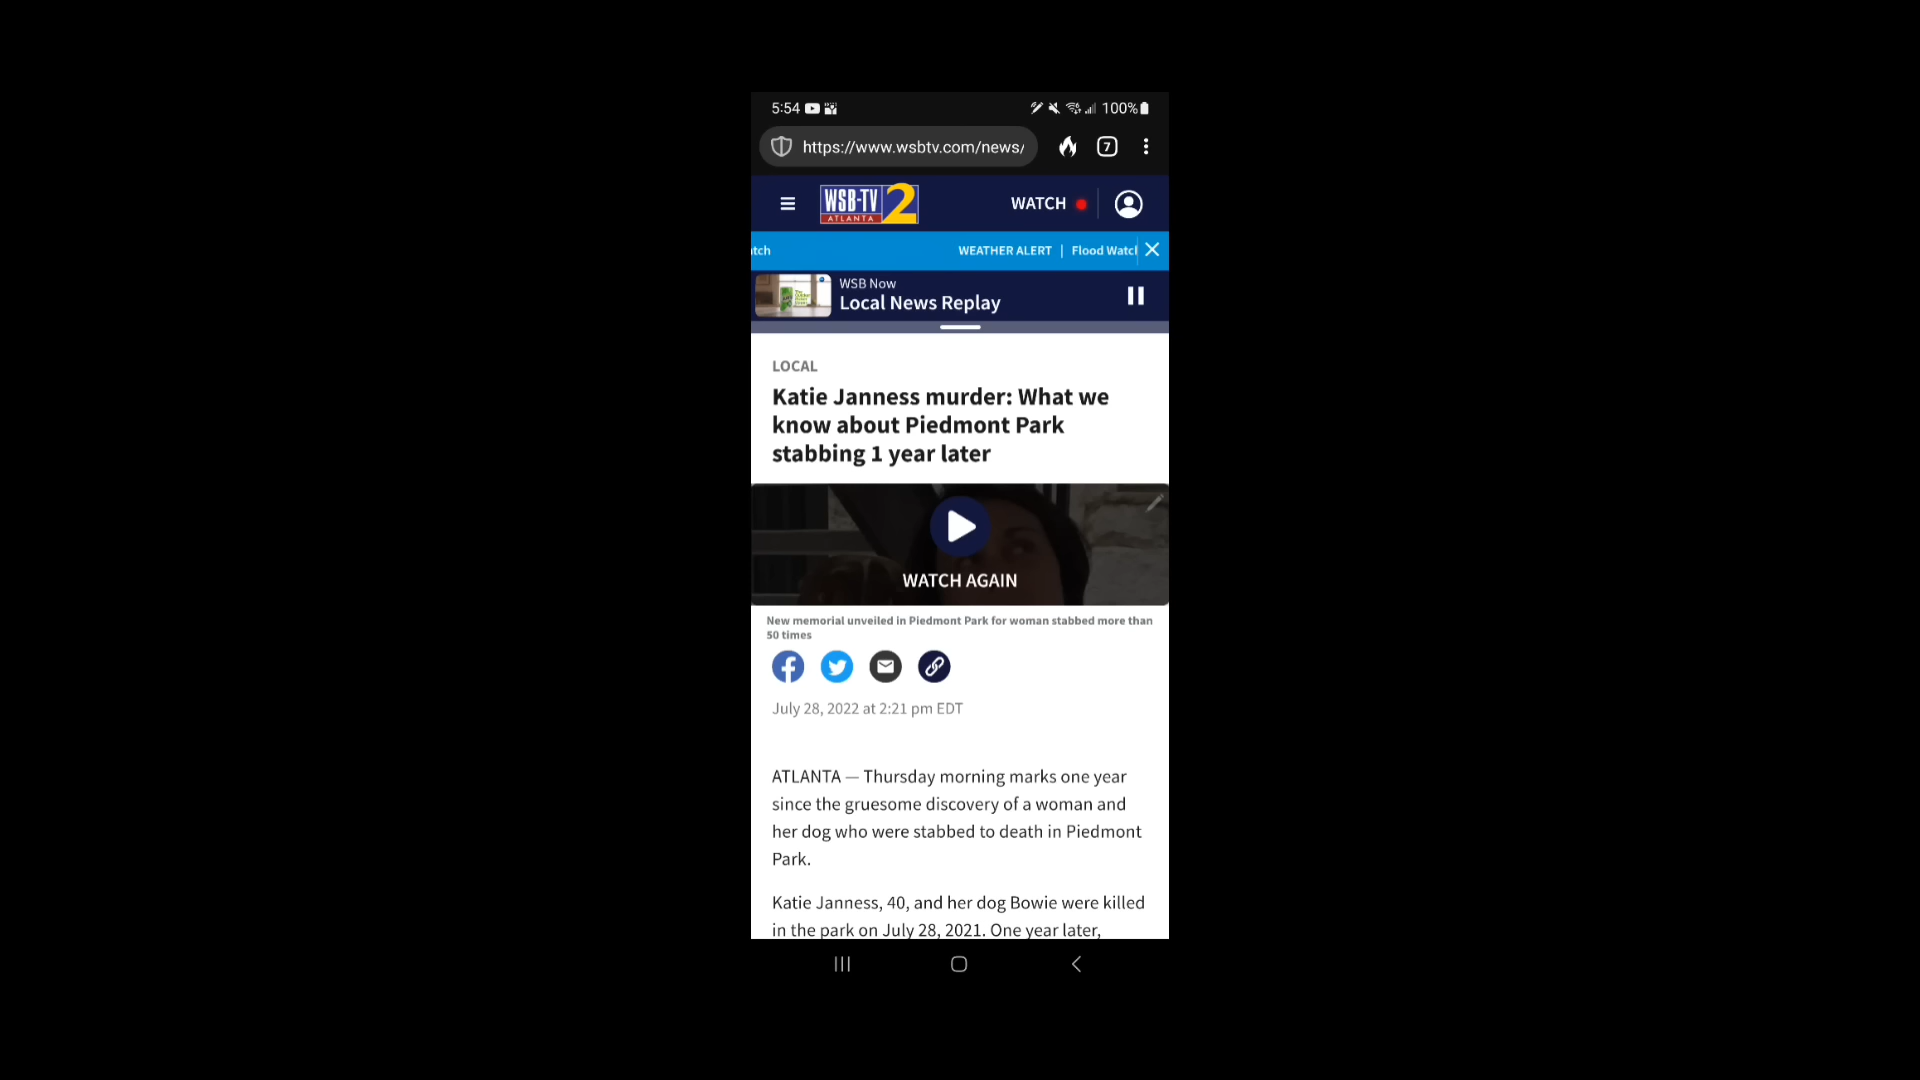 5:54
100%
https://www.wsbtv.com/news/
7
WSB-TV 2
ATLANTA
WATCH
tch
WEATHER ALERT | Flood Watch
WSB Now
Local News Replay
LOCAL
Katie Janness murder: What we
know about Piedmont Park
stabbing 1 year later
WATCH AGAIN
New memorial unveiled in Piedmont Park for woman stabbed more than
50 times
July 28, 2022 at 2:21 pm EDT
ATLANTA — Thursday morning marks one year
since the gruesome discovery of a woman and
her dog who were stabbed to death in Piedmont
Park.
Katie Janness, 40, and her dog Bowie were killed
in the park on July 28, 2021. One year later,